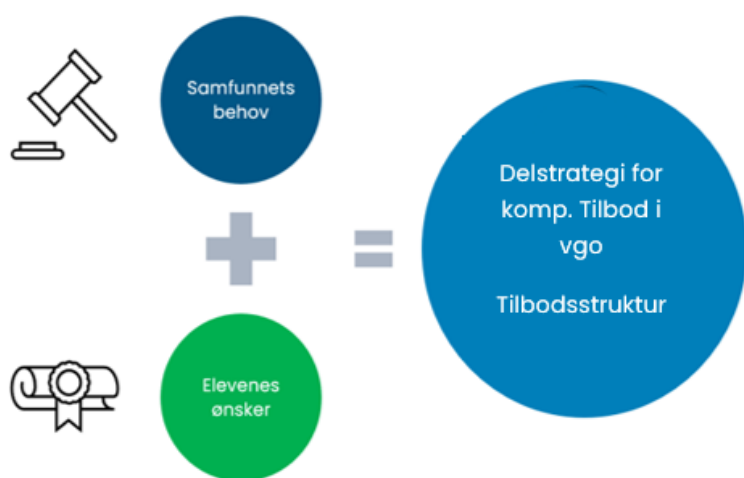 Samfunnets
behov
Delstrategi for
komp. Tilbod i
vgo
Tilbodsstruktur
Elevenes
ønsker